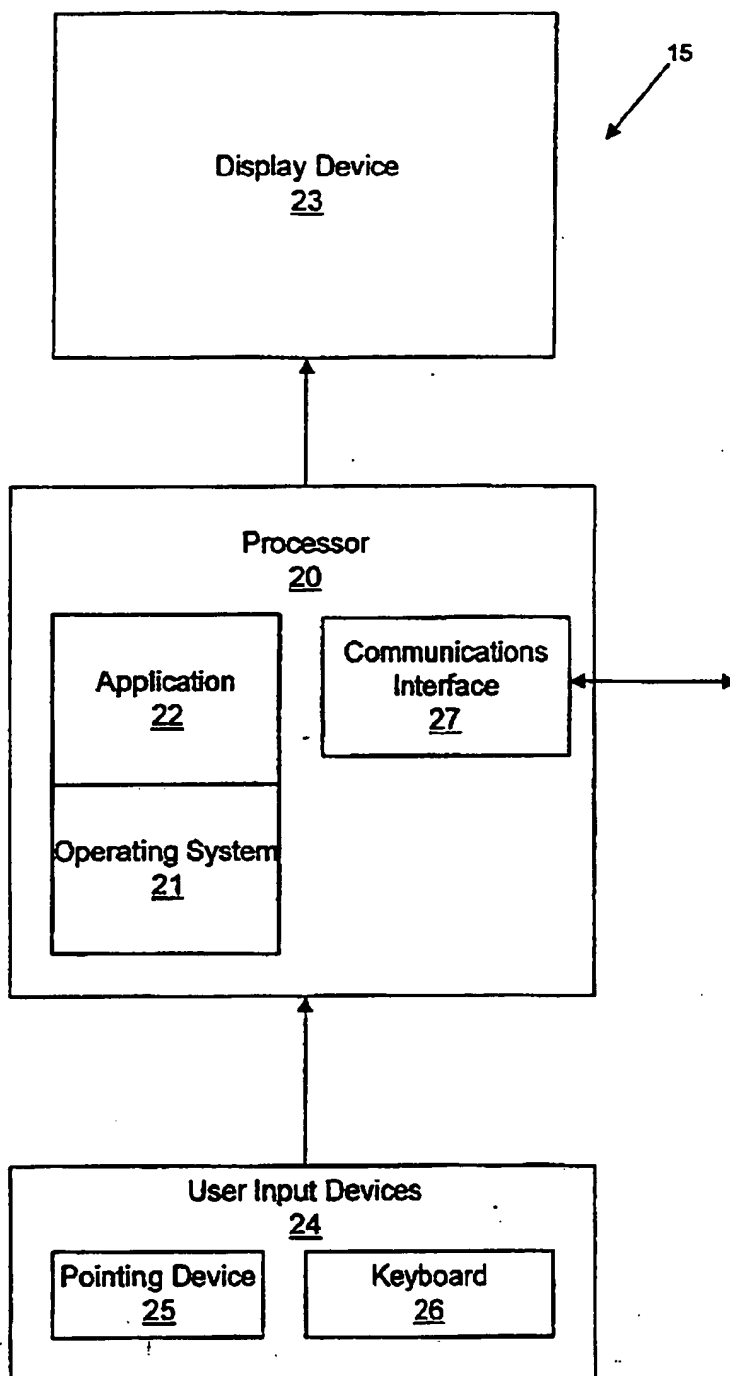 15
Display Device
23
Processor
20
Application
22
Communications
Interface
27
Operating System
21
User Input Devices
24
Pointing Device
25
Keyboard
26